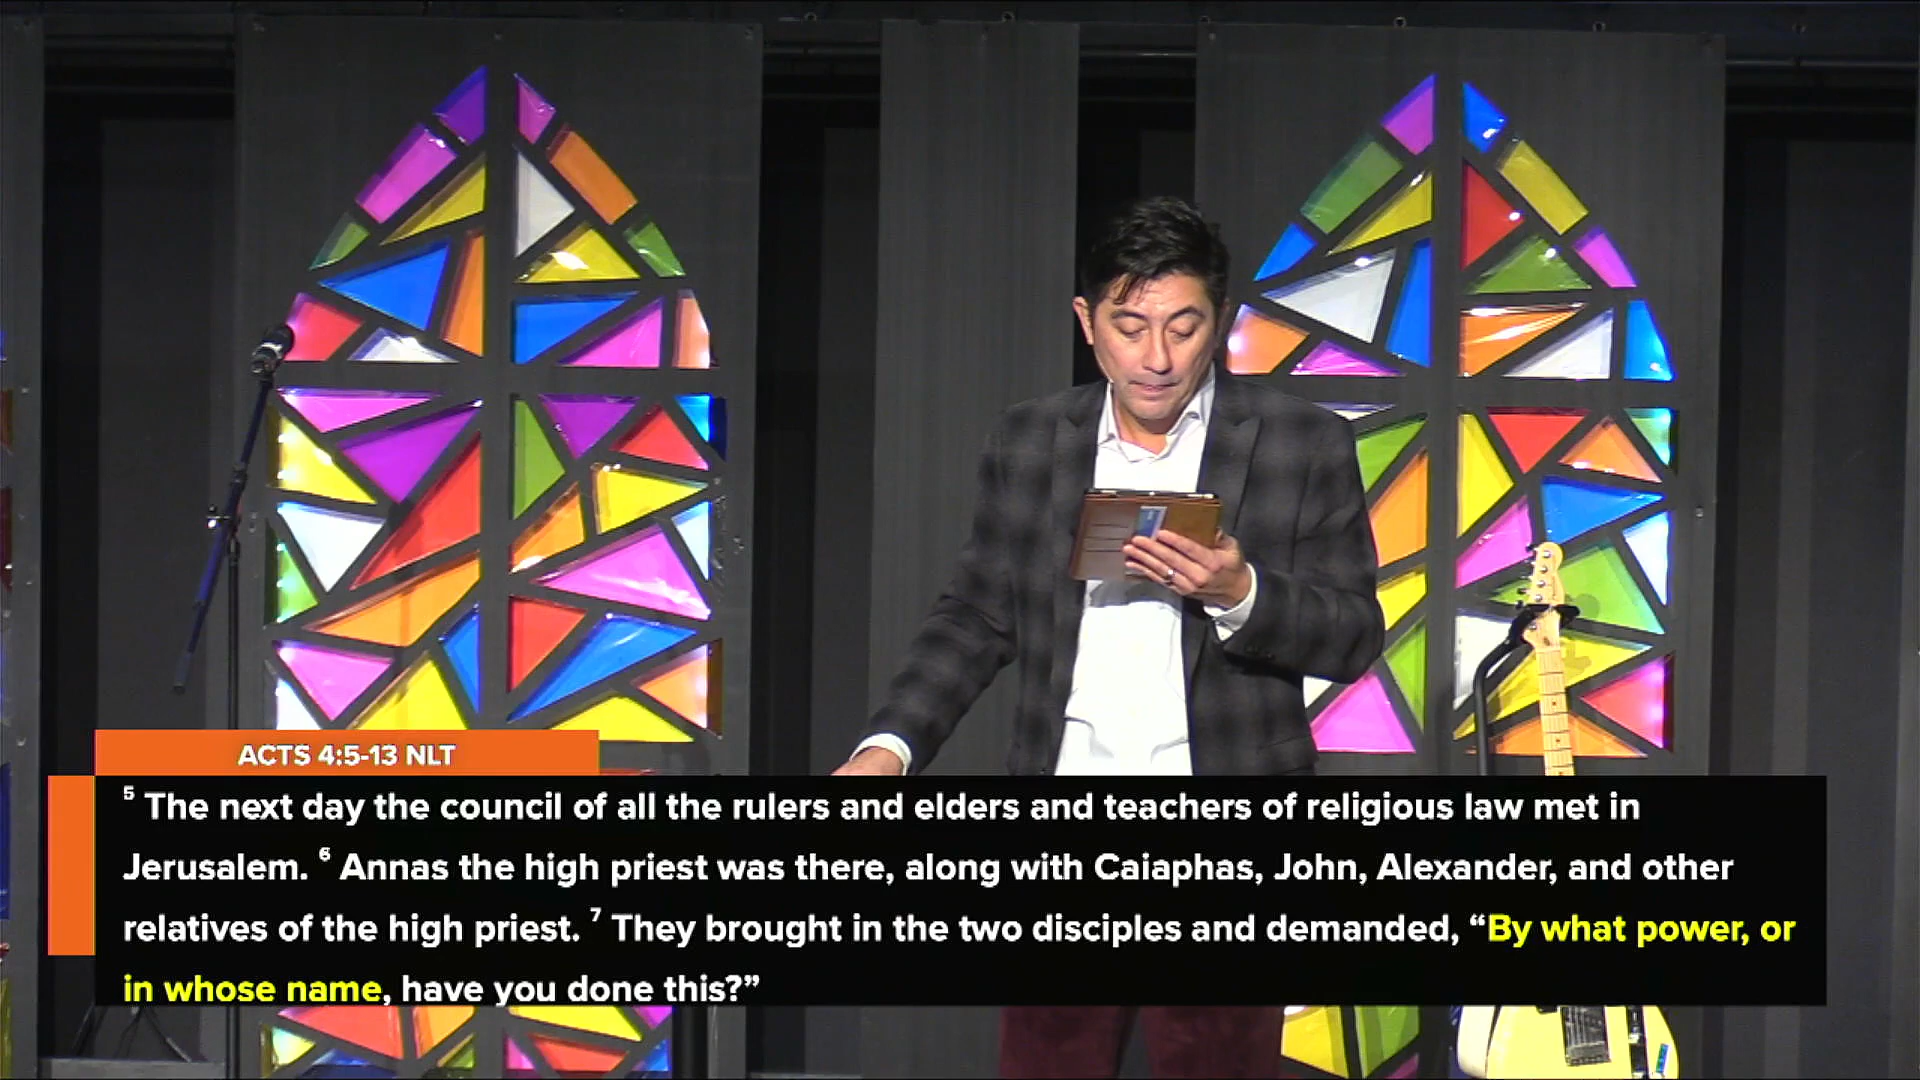 ACTS 4:5-13 NLT
⁵ The next day the council of all the rulers and elders and teachers of religious law met in
Jerusalem. ⁶ Annas the high priest was there, along with Caiaphas, John, Alexander, and other
relatives of the high priest. ⁷ They brought in the two disciples and demanded, “By what power, or
in whose name, have you done this?”